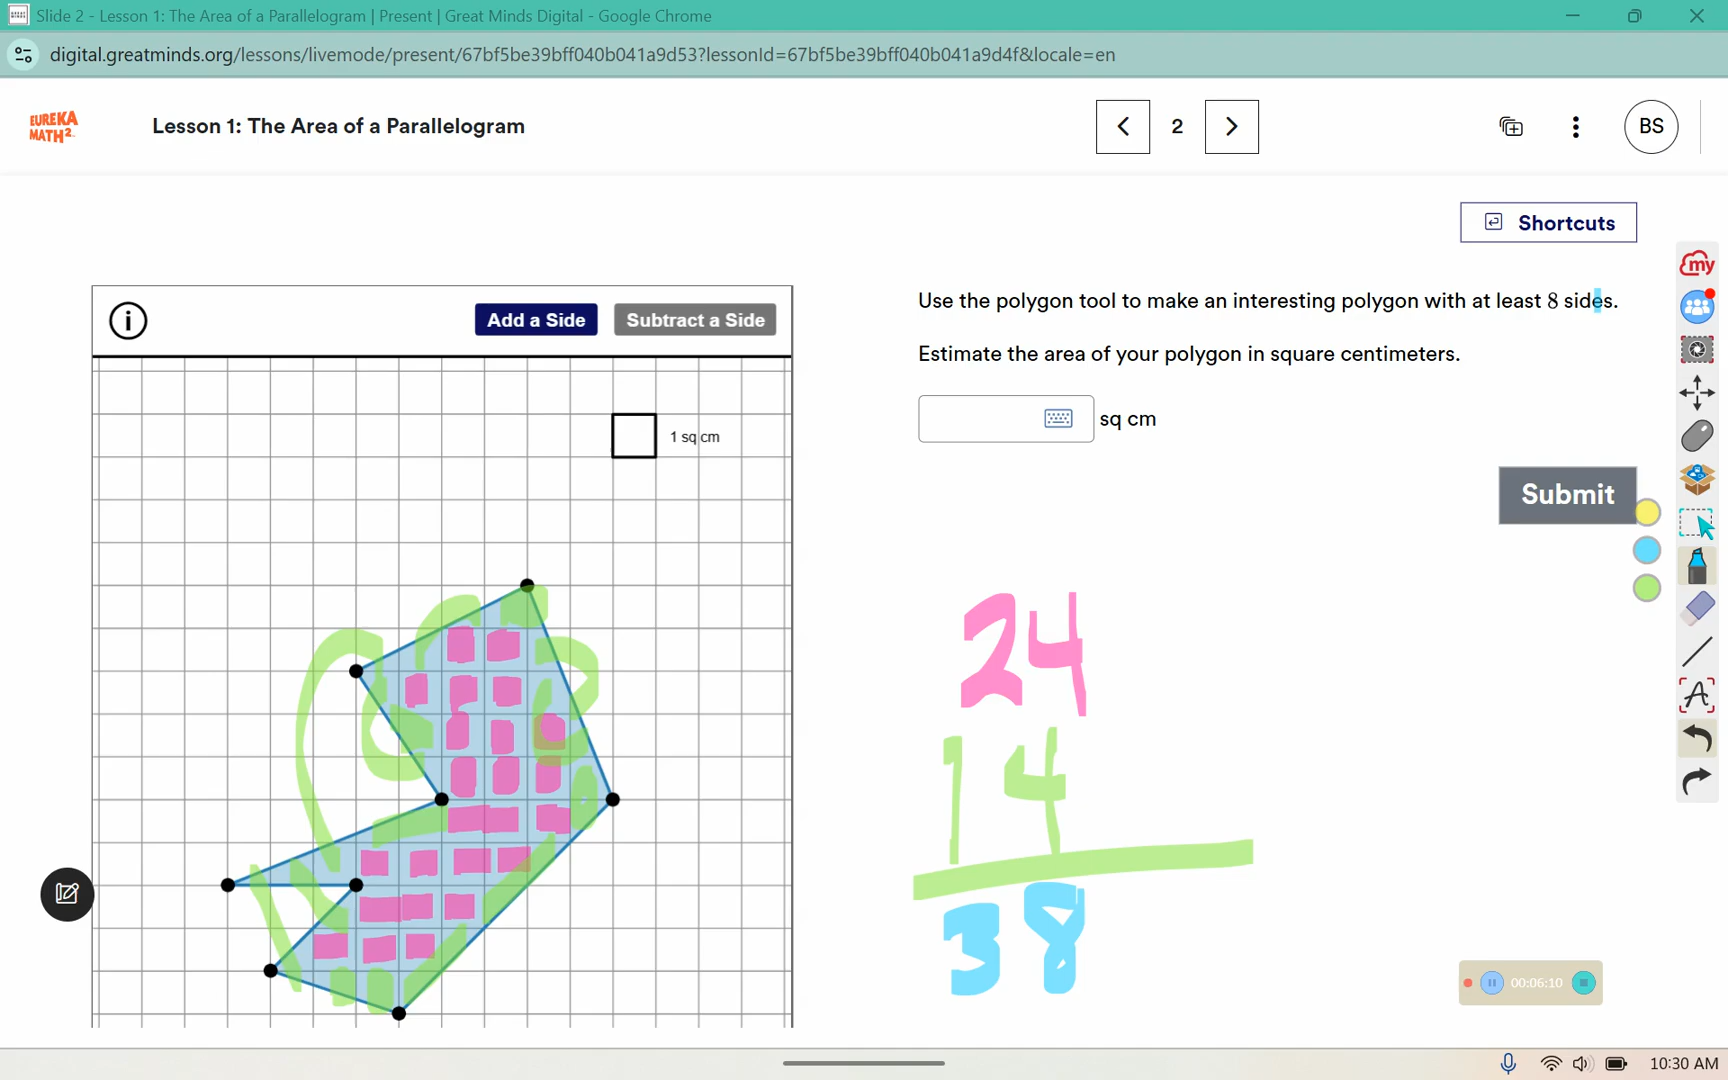 Slide 2 - Lesson 1: The Area of a Parallelogram | Present | Great Minds Digital - Google Chrome
digital.greatminds.org/lessons/livemode/present/67bf5be39bff040b041a9d53?lessonId=67bf5be39bff040b041a9d4f&locale=en
EUREKA
MATH²
Lesson 1: The Area of a Parallelogram
2
BS
Shortcuts
i
Add a Side
Subtract a Side
1 sq cm
Use the polygon tool to make an interesting polygon with at least 8 sides.
Estimate the area of your polygon in square centimeters.
sq cm
Submit
my
A
24
14
38
00:06:10
10:30 AM